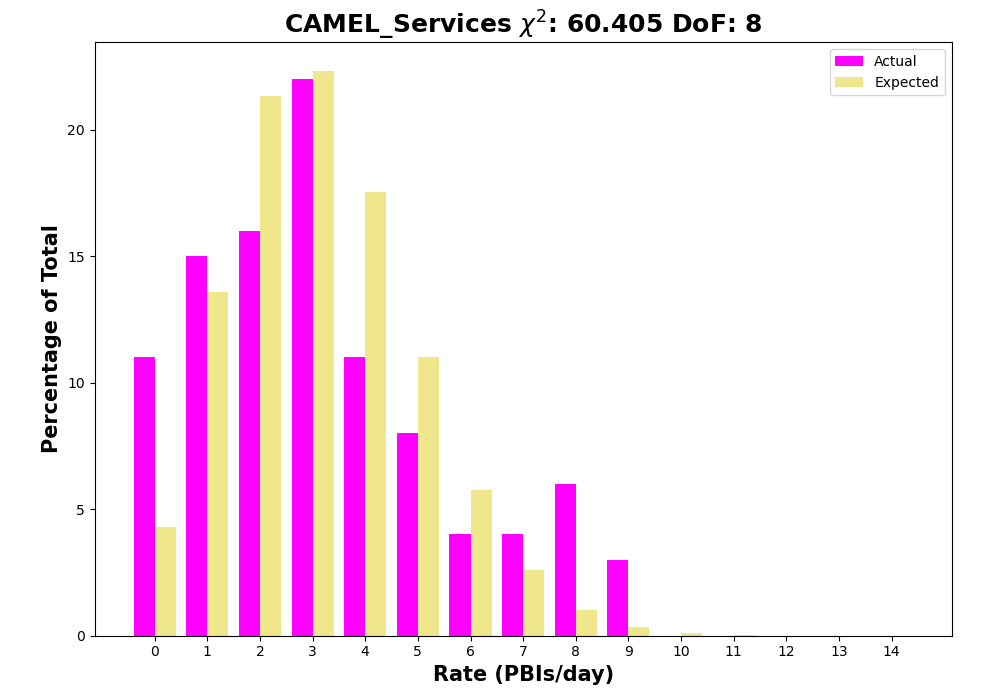 CAMEL_Services χ²: 60.405 DoF: 8
Actual
Expected
Percentage of Total
20
15
10
5
0
0 1 2 3 4 5 6 7 8 9 10 11 12 13 14
Rate (PBIs/day)